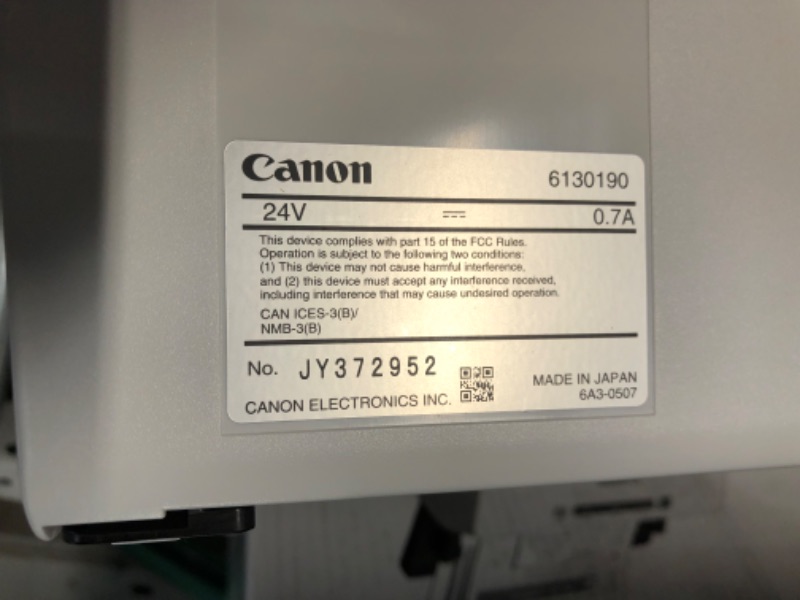 Canon
6130190
24V ⎓ 0.7A
This device complies with part 15 of the FCC Rules.
Operation is subject to the following two conditions:
(1) This device may not cause harmful interference,
and (2) this device must accept any interference received,
including interference that may cause undesired operation.
CAN ICES-3(B)/
NMB-3(B)
No. JY372952
CANON ELECTRONICS INC.
MADE IN JAPAN
6A3-0507